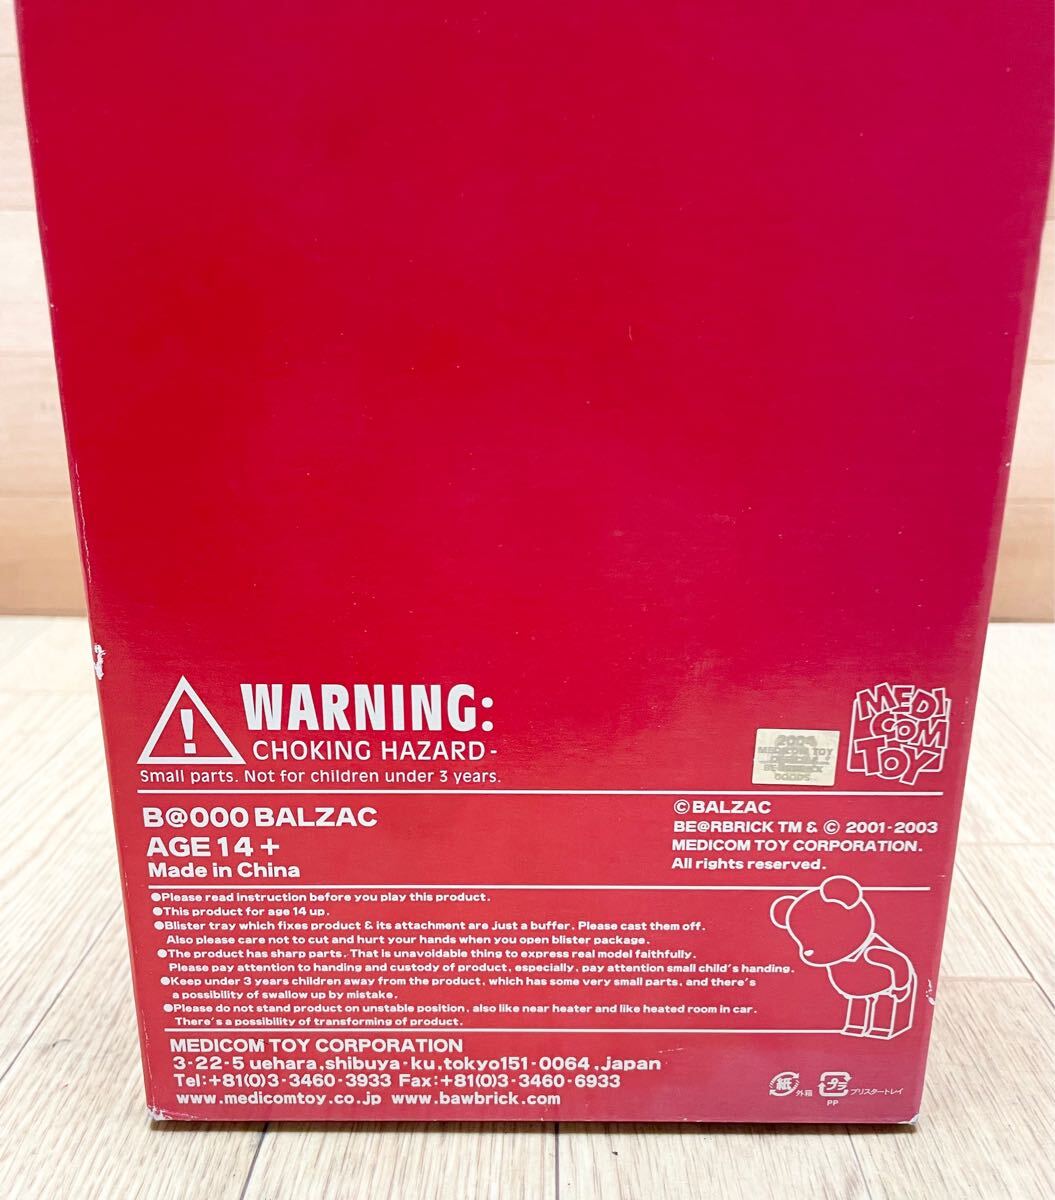 WARNING:
CHOKING HAZARD-
Small parts. Not for children under 3 years.
2004
MEDICOM TOY
BE@RBRICK
GOODS
MEDI
COM
TOY
B@000 BALZAC
AGE 14 +
Made in China
©BALZAC
BE@RBRICK TM & © 2001-2003
MEDICOM TOY CORPORATION.
All rights reserved.
●Please read instruction before you play this product.
●This product for age 14 up.
●Blister tray which fixes product & its attachment are just a buffer. Please cast them off.
Also please care not to cut and hurt your hands when you open blister package.
●The product has sharp parts. That is unavoldable thing to express real model faithfully.
Please pay attention to handing and custody of product, especially, pay attention small child's handing.
●Keep under 3 years children away from the product, which has some very small parts, and there's
a possibility of swallow up by mistake.
●Please do not stand product on unstable position, also like near heater and like heated room in car.
There's a possibility of transforming of product.
MEDICOM TOY CORPORATION
3-22-5 uehara,shibuya-ku,tokyo151-0064,japan
Tel:+81(0)3-3460-3933 Fax:+81(0)3-3460-6933
www.medicomtoy.co.jp www.bawbrick.com
紙 外箱 プラ ブリスタートレイ
PP